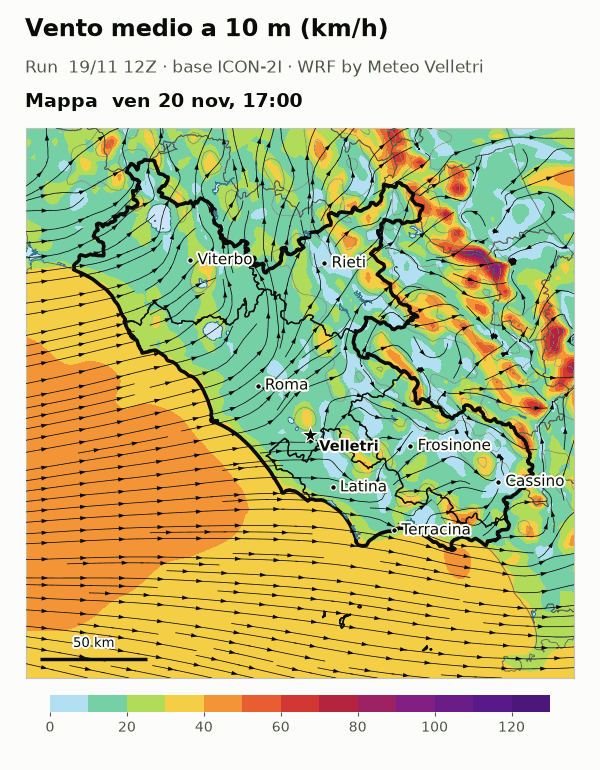 Vento medio a 10 m (km/h)
Run  19/11 12Z · base ICON-2I · WRF by Meteo Velletri
Mappa  ven 20 nov, 17:00
Viterbo
Rieti
Roma
Velletri
Frosinone
Latina
Cassino
Terracina
50 km
0 20 40 60 80 100 120